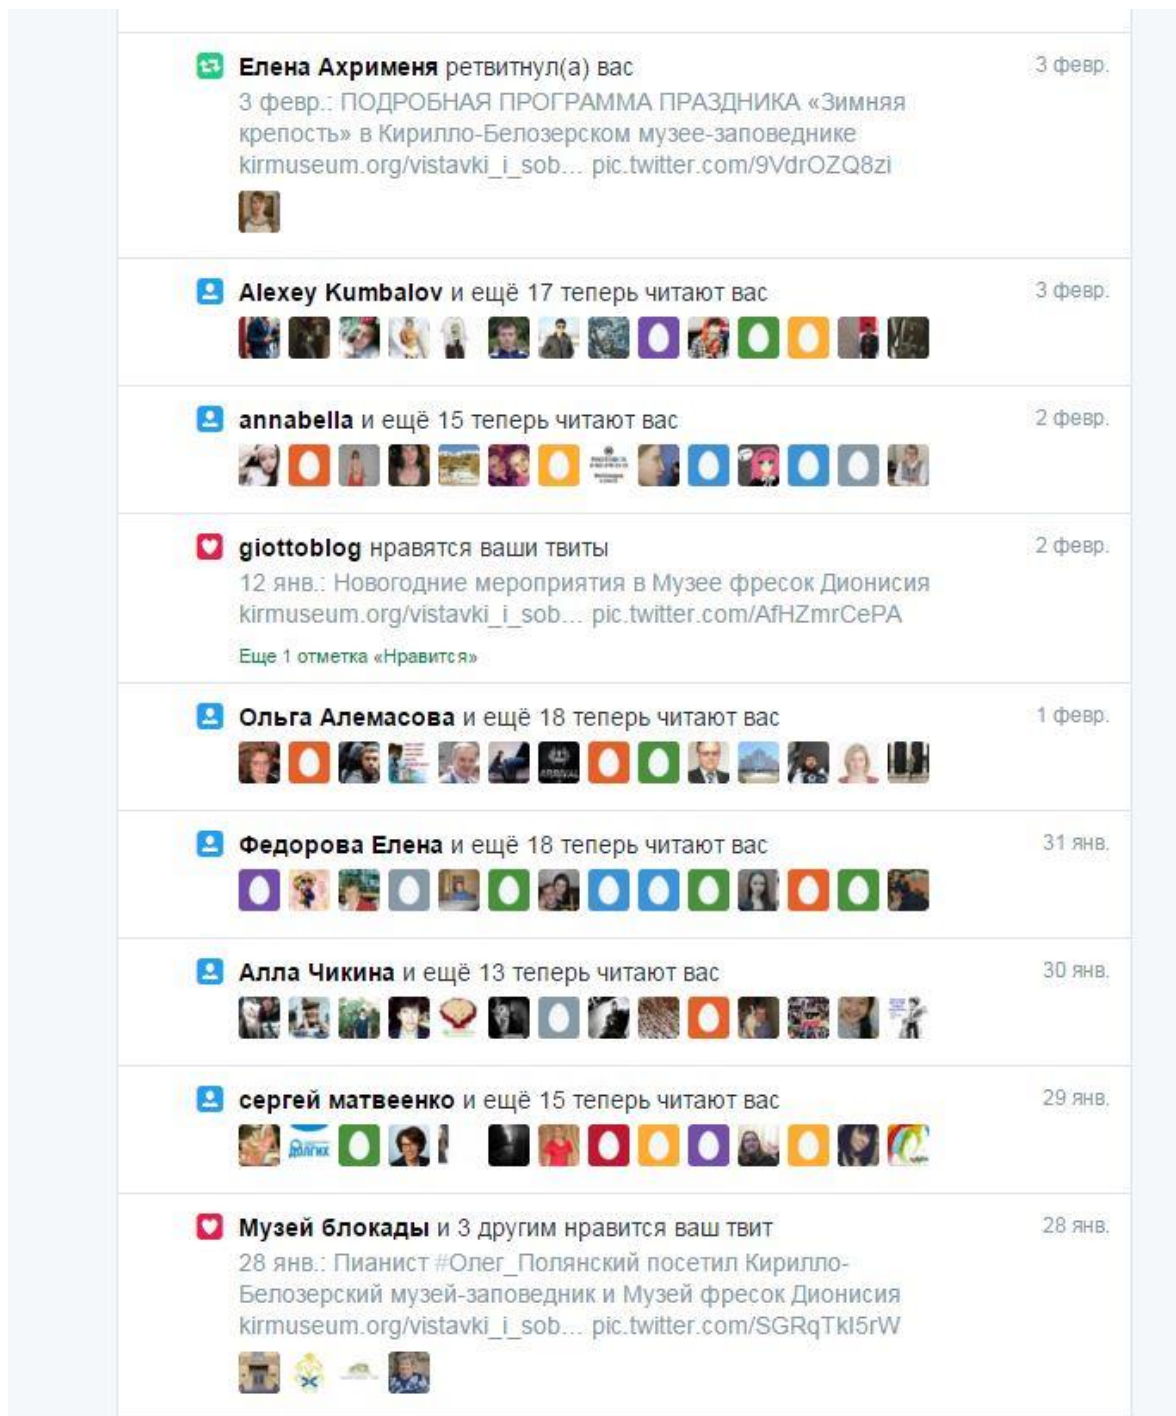 Елена Ахрименя ретвитнул(а) вас 3 февр.
3 февр.: ПОДРОБНАЯ ПРОГРАММА ПРАЗДНИКА «Зимняя
крепость» в Кирилло-Белозерском музее-заповеднике
kirmuseum.org/vistavki_i_sob... pic.twitter.com/9VdrOZQ8zi
Alexey Kumbalov и ещё 17 теперь читают вас 3 февр.
annabella и ещё 15 теперь читают вас 2 февр.
giottoblog нравятся ваши твиты 2 февр.
12 янв.: Новогодние мероприятия в Музее фресок Дионисия
kirmuseum.org/vistavki_i_sob... pic.twitter.com/AfHZmrCePA
Еще 1 отметка «Нравится»
Ольга Алемасова и ещё 18 теперь читают вас 1 февр.
ARRIVAL
Федорова Елена и ещё 18 теперь читают вас 31 янв.
Алла Чикина и ещё 13 теперь читают вас 30 янв.
сергей матвеенко и ещё 15 теперь читают вас 29 янв.
ДОЛГИХ
Музей блокады и 3 другим нравится ваш твит 28 янв.
28 янв.: Пианист #Олег_Полянский посетил Кирилло-
Белозерский музей-заповедник и Музей фресок Дионисия
kirmuseum.org/vistavki_i_sob... pic.twitter.com/SGRqTkI5rW